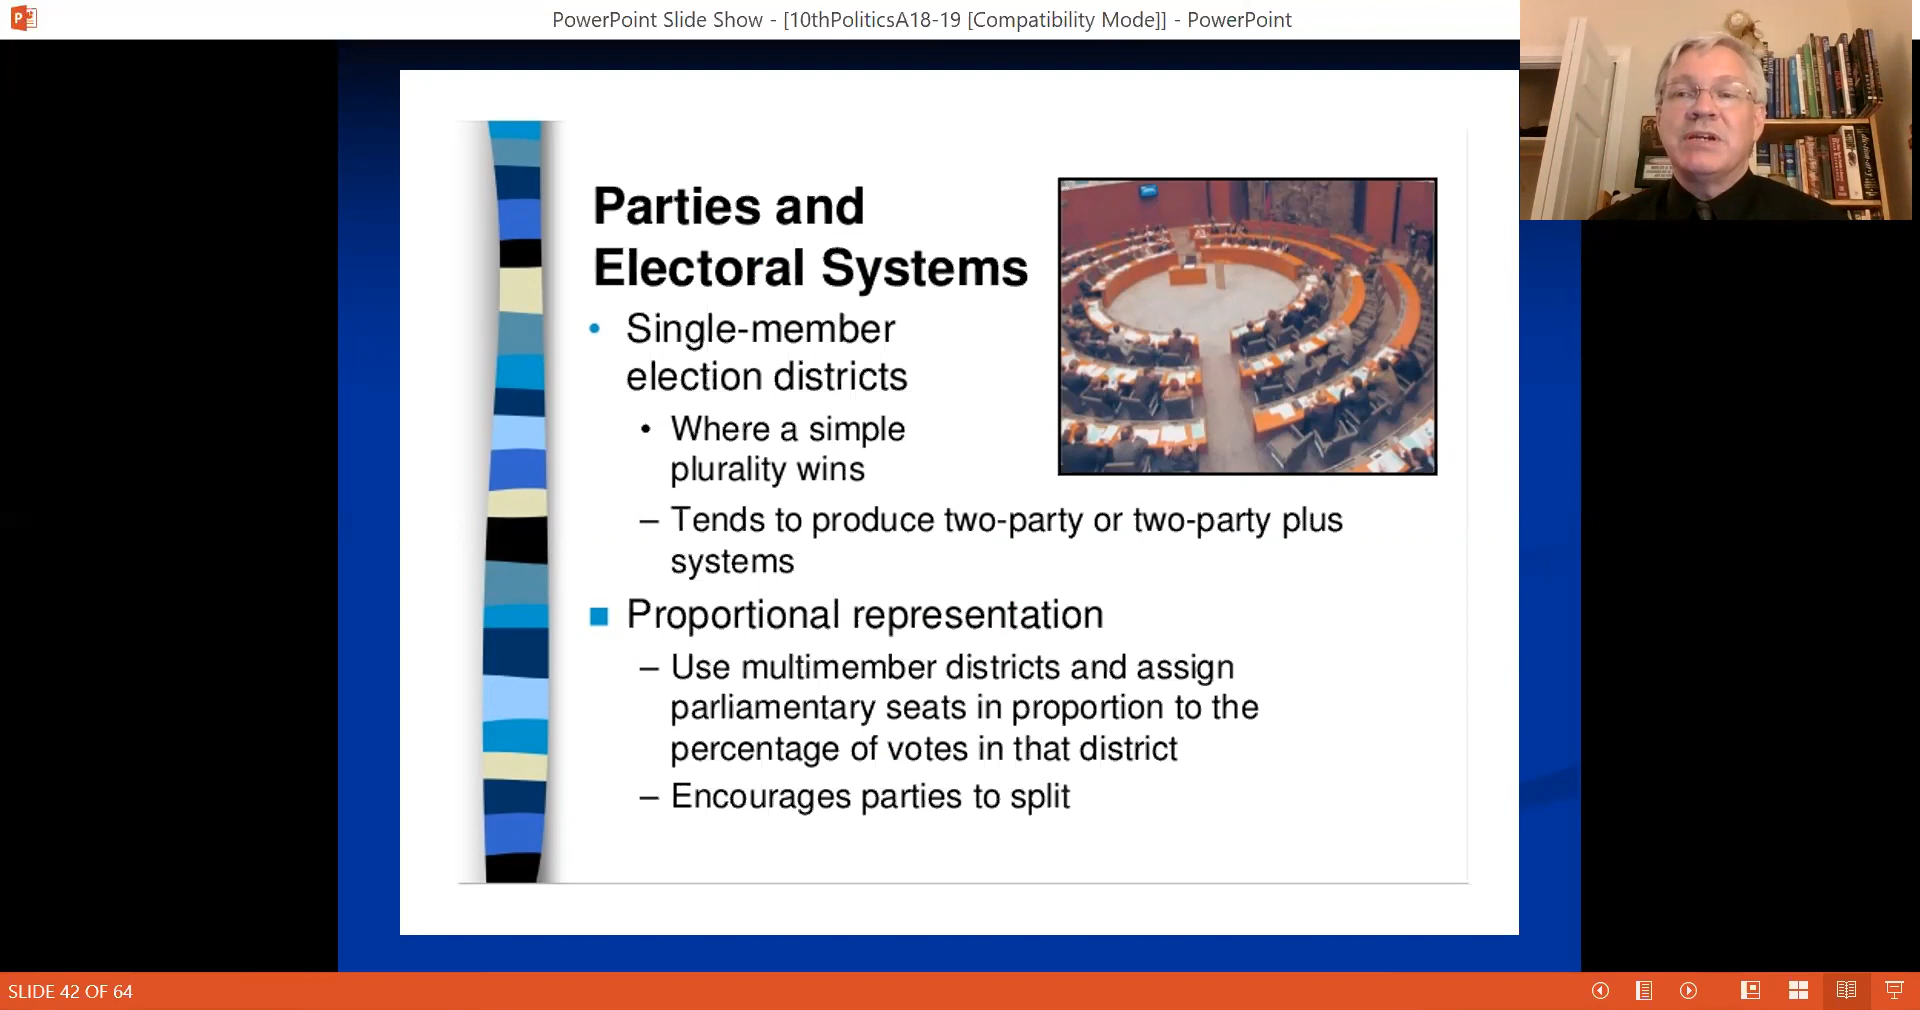 PowerPoint Slide Show - [10thPoliticsA18-19 [Compatibility Mode]] - PowerPoint
Parties and
Electoral Systems
• Single-member
election districts
• Where a simple
plurality wins
– Tends to produce two-party or two-party plus
systems
■ Proportional representation
– Use multimember districts and assign
parliamentary seats in proportion to the
percentage of votes in that district
– Encourages parties to split
SLIDE 42 OF 64